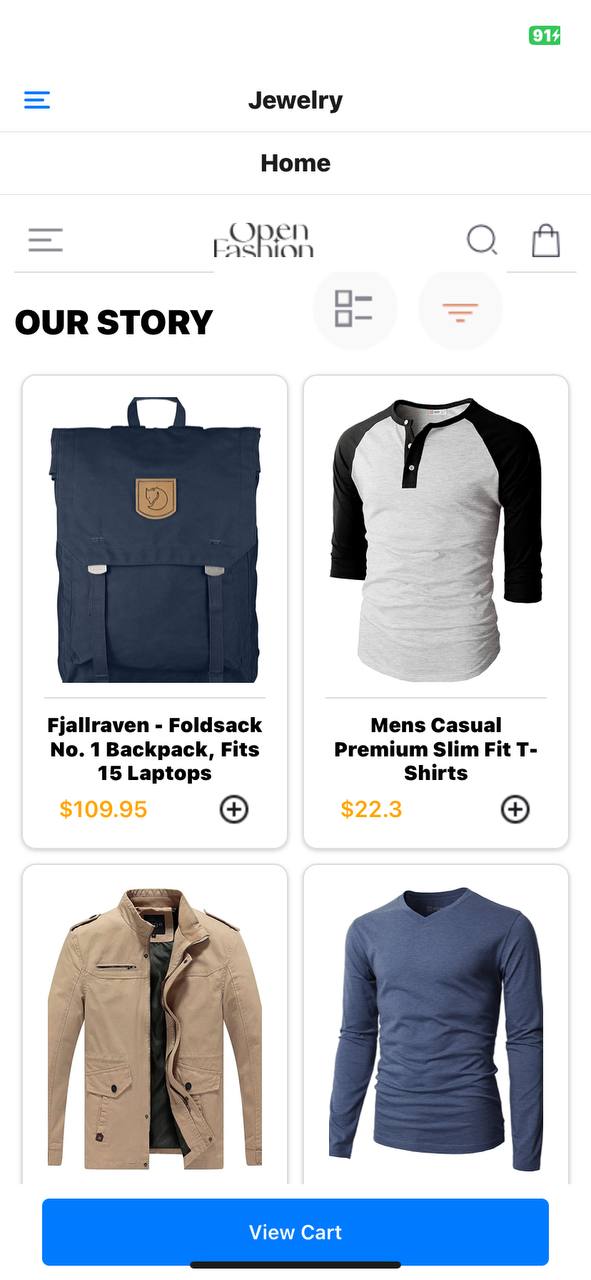 91
Jewelry
Home
Open
Fashion
OUR STORY
Fjallraven - Foldsack
No. 1 Backpack, Fits
15 Laptops
$109.95
Mens Casual
Premium Slim Fit T-
Shirts
$22.3
View Cart